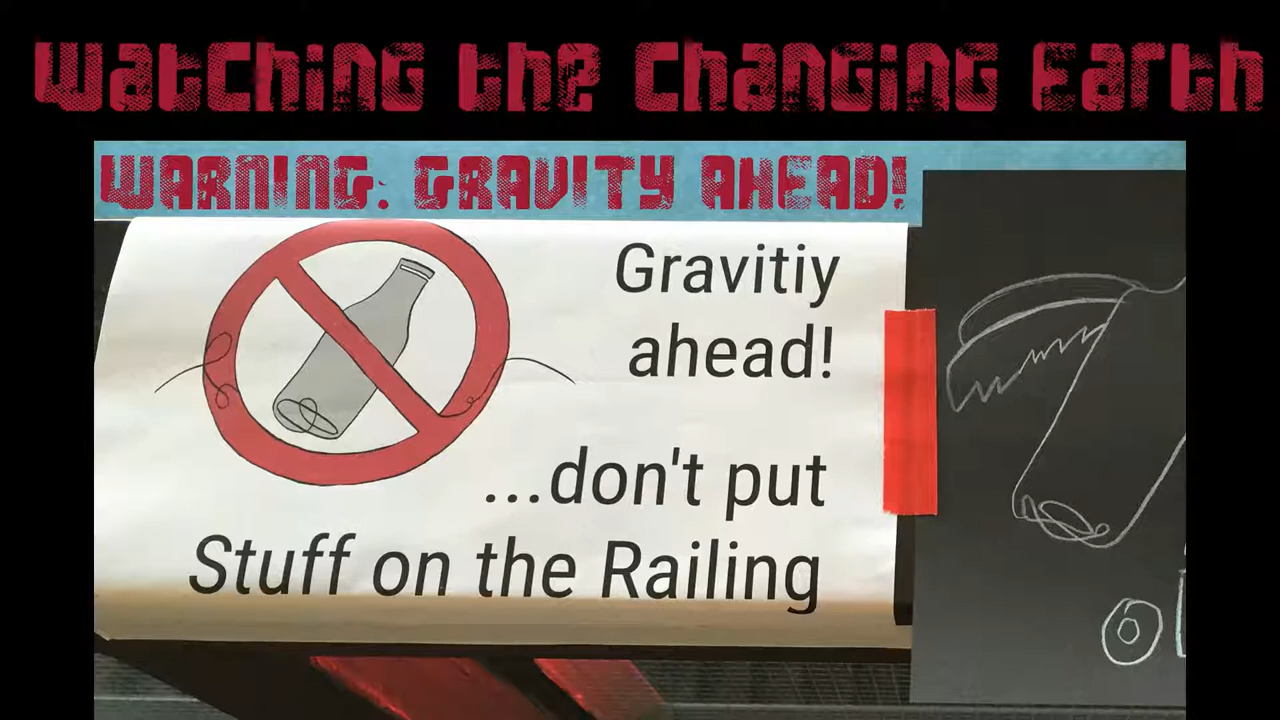 Watching the Changing Earth
WARNING: GRAVITY AHEAD!
Gravitiy
ahead!
...don't put
Stuff on the Railing